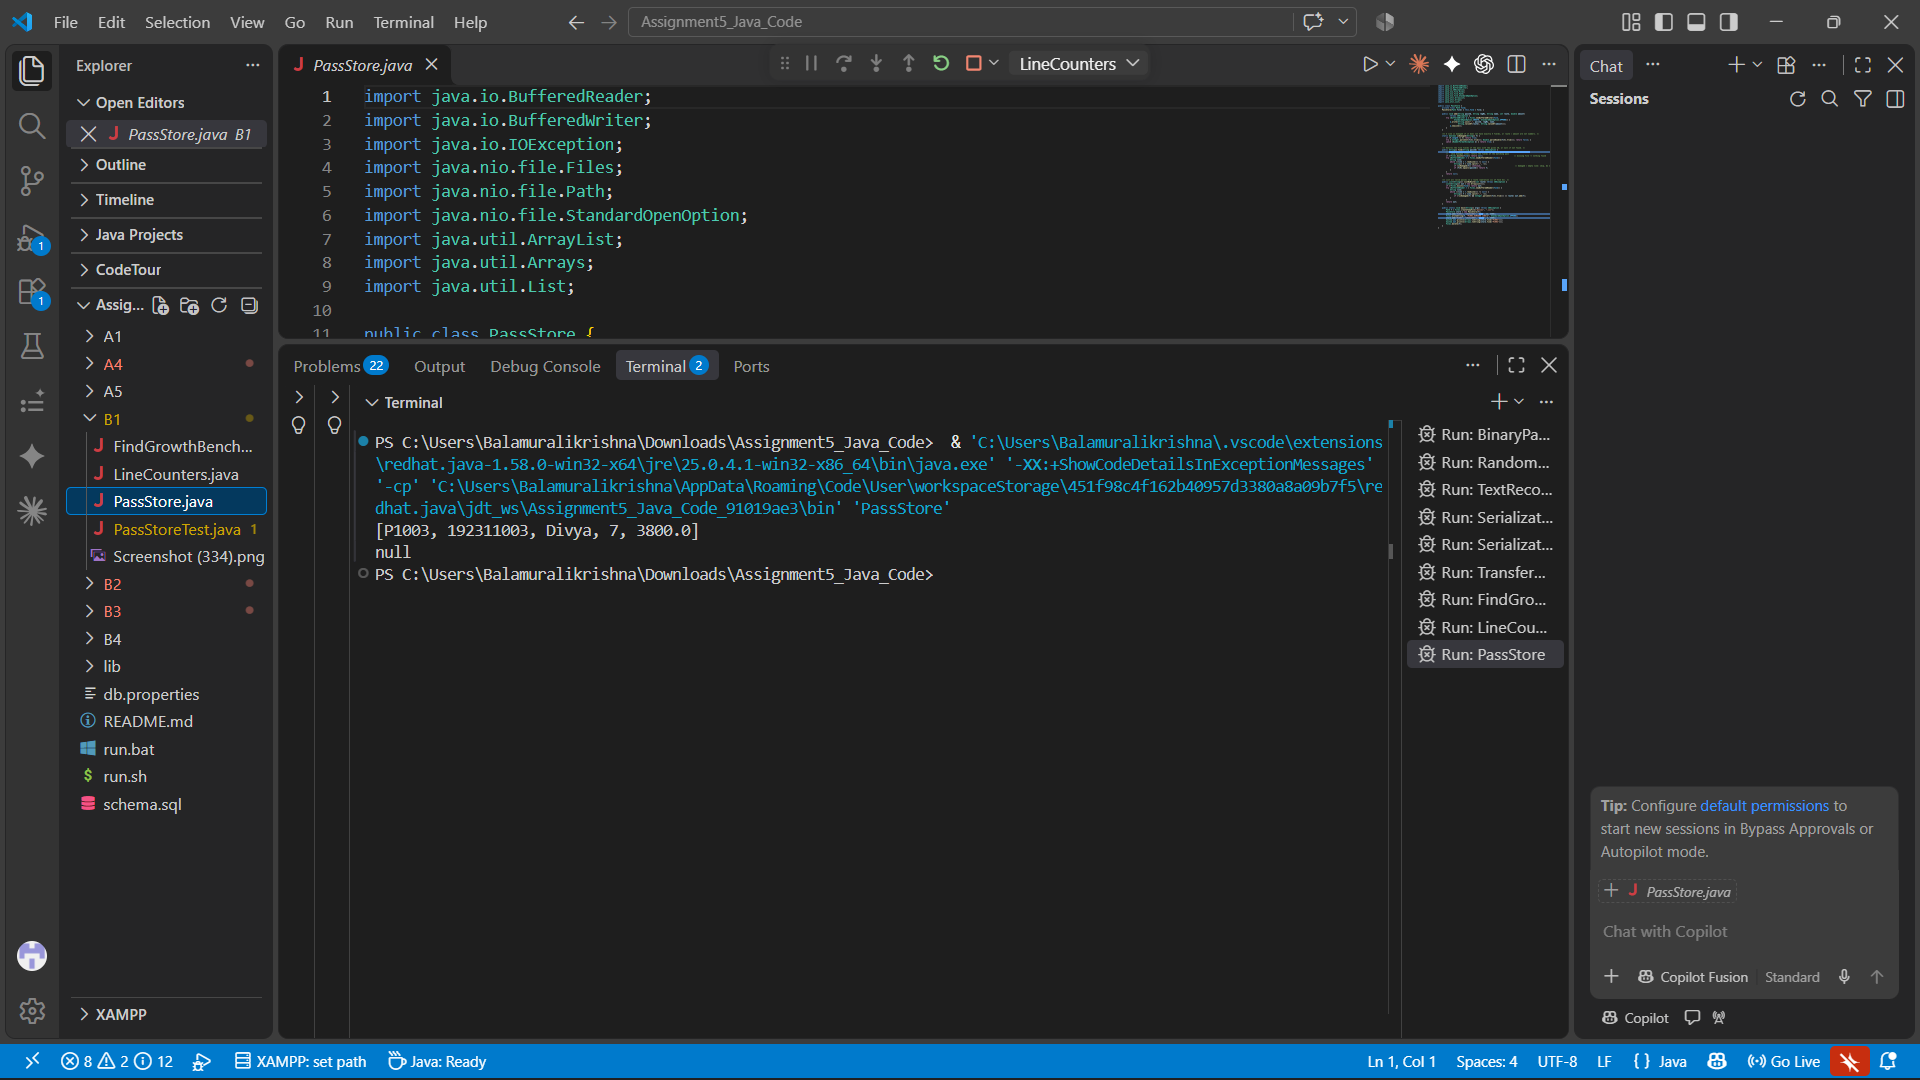 File Edit Selection View Go Run Terminal Help
Assignment5_Java_Code
Explorer
Open Editors
PassStore.java B1
Outline
Timeline
Java Projects
CodeTour
Assig...
A1
A4
A5
B1
FindGrowthBench...
LineCounters.java
PassStore.java
PassStoreTest.java 1
Screenshot (334).png
B2
B3
B4
lib
db.properties
README.md
run.bat
run.sh
schema.sql
XAMPP
1
1
PassStore.java
LineCounters
1 import java.io.BufferedReader;
2 import java.io.BufferedWriter;
3 import java.io.IOException;
4 import java.nio.file.Files;
5 import java.nio.file.Path;
6 import java.nio.file.StandardOpenOption;
7 import java.util.ArrayList;
8 import java.util.Arrays;
9 import java.util.List;
10
11 public class PassStore {
Problems 22 Output Debug Console Terminal 2 Ports
Terminal
PS C:\Users\Balamuralikrishna\Downloads\Assignment5_Java_Code>  & 'C:\Users\Balamuralikrishna\.vscode\extensions
\redhat.java-1.58.0-win32-x64\jre\25.0.4.1-win32-x86_64\bin\java.exe' '-XX:+ShowCodeDetailsInExceptionMessages'
'-cp' 'C:\Users\Balamuralikrishna\AppData\Roaming\Code\User\workspaceStorage\451f98c4f162b40957d3380a8a09b7f5\re
dhat.java\jdt_ws\Assignment5_Java_Code_91019ae3\bin' 'PassStore'
[P1003, 192311003, Divya, 7, 3800.0]
null
PS C:\Users\Balamuralikrishna\Downloads\Assignment5_Java_Code>
Run: BinaryPa...
Run: Random...
Run: TextReco...
Run: Serializat...
Run: Serializat...
Run: Transfer...
Run: FindGro...
Run: LineCou...
Run: PassStore
Chat
Sessions
Tip: Configure default permissions to
start new sessions in Bypass Approvals or
Autopilot mode.
PassStore.java
Chat with Copilot
Copilot Fusion Standard
Copilot
8 2 12 XAMPP: set path Java: Ready
Ln 1, Col 1 Spaces: 4 UTF-8 LF {} Java Go Live